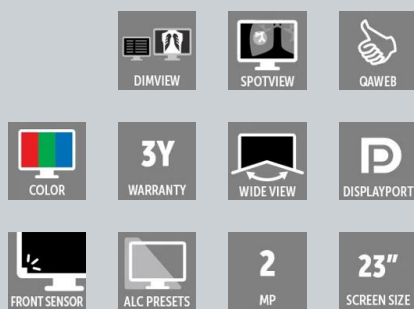 DIMVIEW
SPOTVIEW
QAWEB
COLOR
3Y
WARRANTY
WIDE VIEW
DISPLAYPORT
FRONT SENSOR
ALC PRESETS
2
MP
23"
SCREEN SIZE